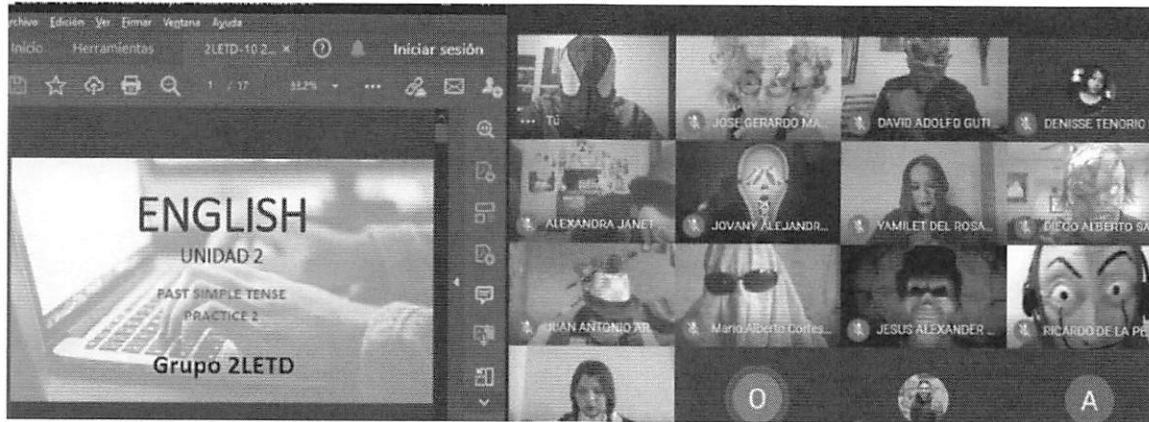 Edición Ver Firmar Ventana Ayuda
Inicio Herramientas 2LETD-10 2... × Iniciar sesión
1 / 17 ...
ENGLISH
UNIDAD 2
PAST SIMPLE TENSE
PRACTICE 2
Grupo 2LETD
Tú
JOSE GERARDO MA...
DAVID ADOLFO GUTI
DENISSE TENORIO
ALEXANDRA JANET
JOVANY ALEJANDR...
YAMILET DEL ROSA...
DIEGO ALBERTO SA
JUAN ANTONIO AR...
Mario Alberto Cortes...
JESUS ALEXANDER ...
RICARDO DE LA PE
O
A